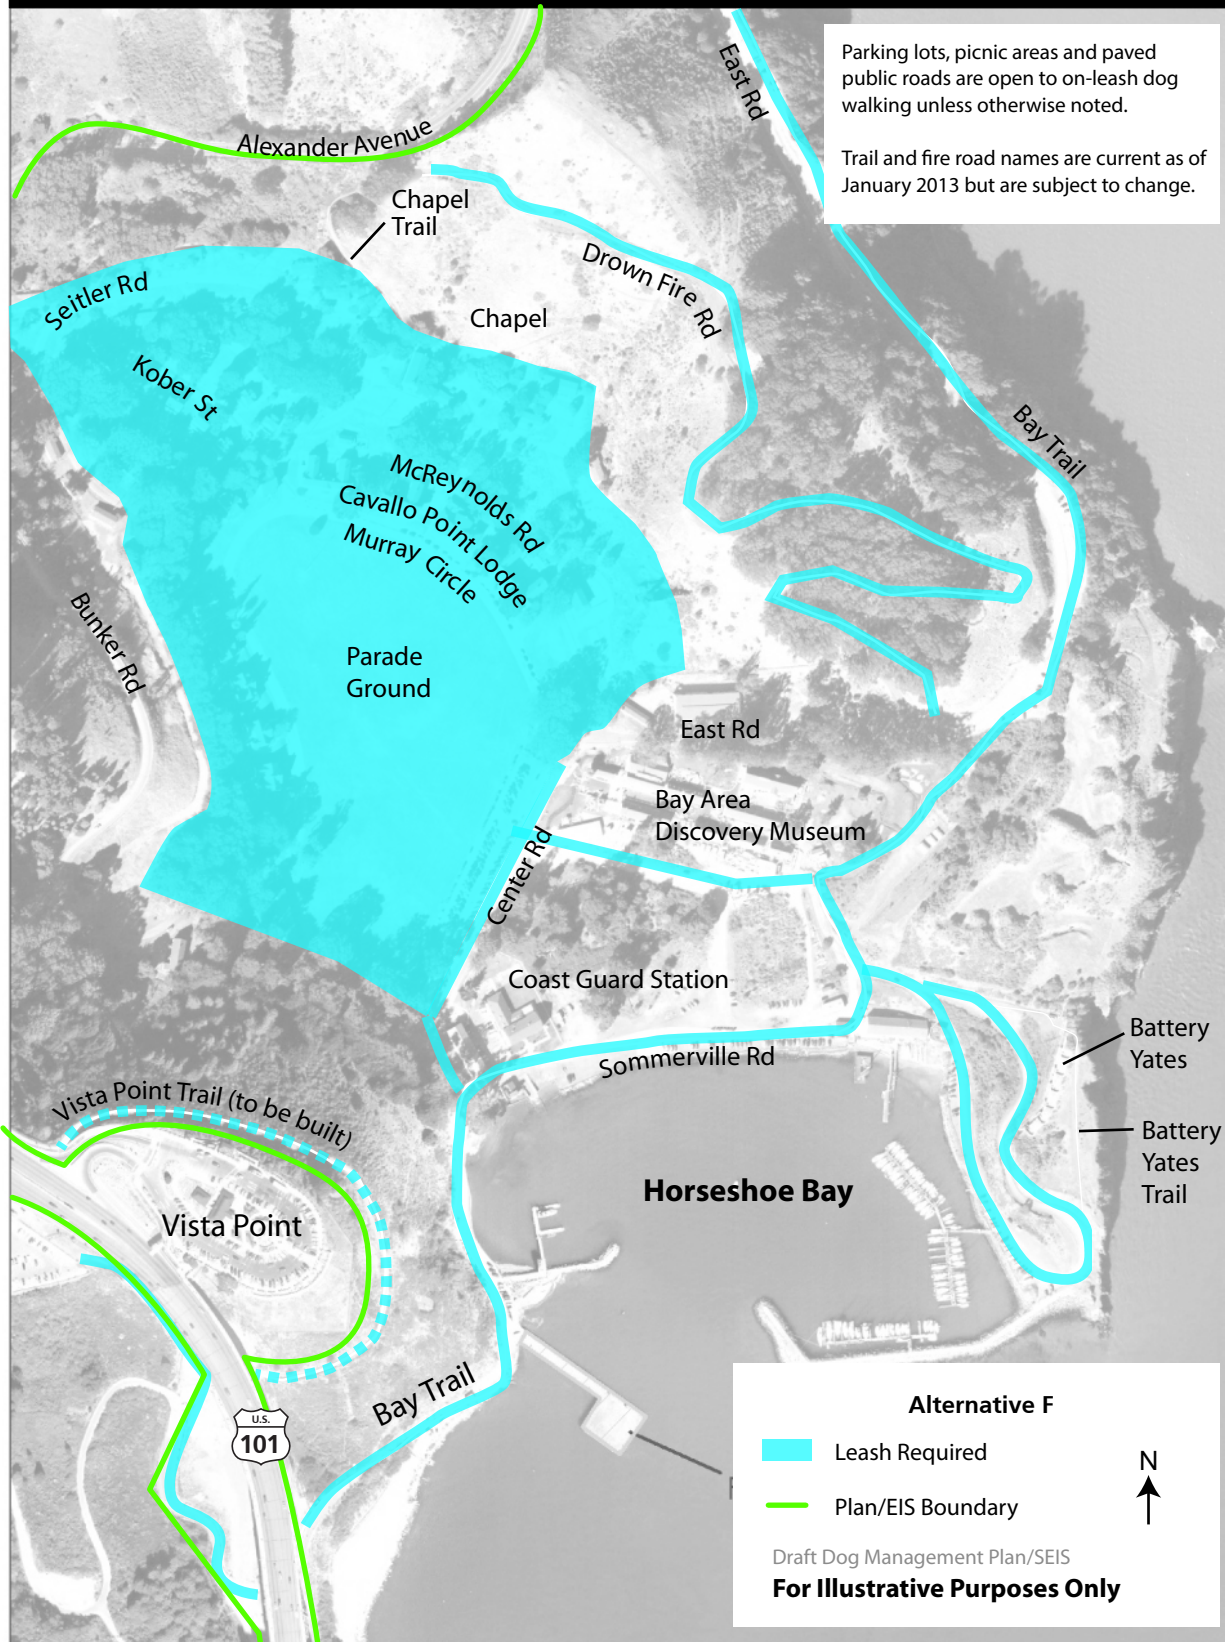 Parking lots, picnic areas and paved
public roads are open to on-leash dog
walking unless otherwise noted.
Trail and fire road names are current as of
January 2013 but are subject to change.
East Rd
Alexander Avenue
Chapel
Trail
Drown Fire Rd
Seitler Rd
Chapel
Kober St
Bay Trail
McReynolds Rd
Cavallo Point Lodge
Murray Circle
Bunker Rd
Parade
Ground
East Rd
Bay Area
Discovery Museum
Center Rd
Coast Guard Station
Battery
Yates
Sommerville Rd
Vista Point Trail (to be built)
Battery
Yates
Trail
Horseshoe Bay
Vista Point
Bay Trail
U.S.
101
Alternative F
Leash Required
N
Plan/EIS Boundary
Draft Dog Management Plan/SEIS
For Illustrative Purposes Only